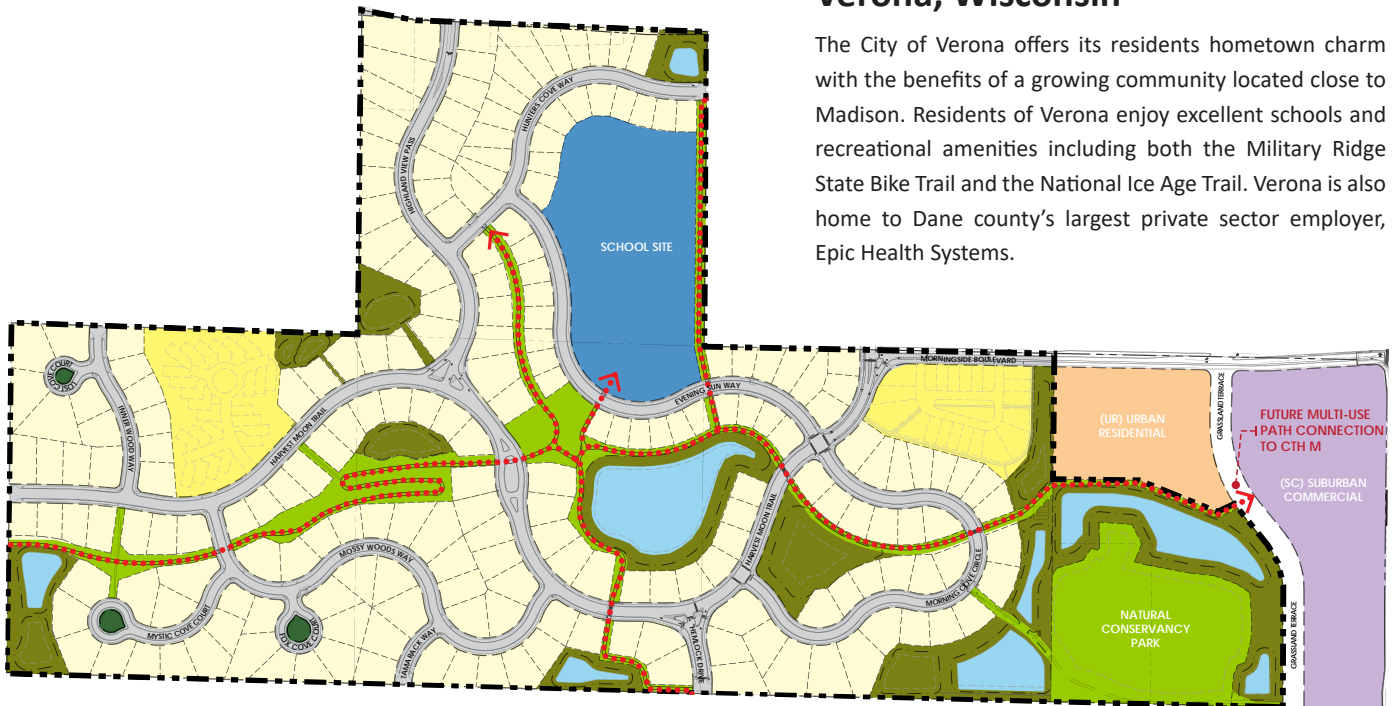 Verona, Wisconsin
The City of Verona offers its residents hometown charm
with the benefits of a growing community located close to
Madison. Residents of Verona enjoy excellent schools and
recreational amenities including both the Military Ridge
State Bike Trail and the National Ice Age Trail. Verona is also
home to Dane county's largest private sector employer,
Epic Health Systems.
HIGHLAND VIEW PASS
HUNTERS COVE WAY
SCHOOL SITE
LOST COVE COURT
INNER WOOD WAY
HARVEST MOON TRAIL
EVENING SUN WAY
MORNINGSIDE BOULEVARD
(UR) URBAN
RESIDENTIAL
GRASSLAND TERRACE
FUTURE MULTI-USE
PATH CONNECTION
TO CTH M
(SC) SUBURBAN
COMMERCIAL
MOSSY WOODS WAY
HARVEST MOON TRAIL
MYSTIC COVE COURT
FOX COVE COURT
TAMARACK WAY
HEMLOCK DRIVE
MORNING COVE CIRCLE
NATURAL
CONSERVANCY
PARK
GRASSLAND TERRACE